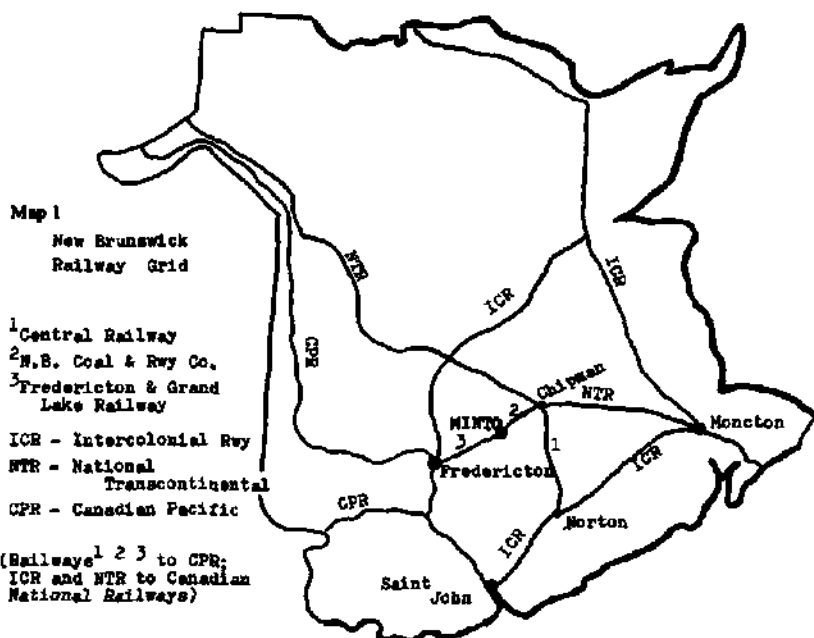 Map 1
New Brunswick
Railway Grid
¹Central Railway
²N.B. Coal & Rwy Co.
³Fredericton & Grand
Lake Railway
ICR - Intercolonial Rwy
NTR - National
Transcontinental
CPR - Canadian Pacific
(Railways¹ ² ³ to CPR;
ICR and NTR to Canadian
National Railways)
NTR
ICR
ICR
CPR
Chipman
NTR
MINTO
2
3
1
Moncton
Fredericton
ICR
CPR
Norton
ICR
Saint
John